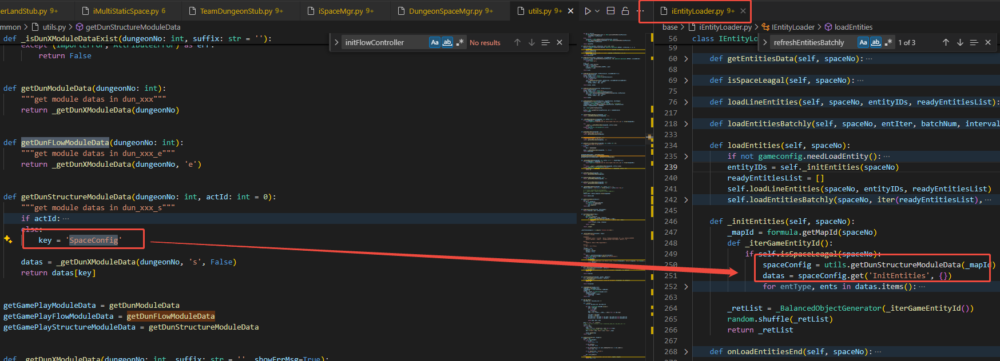 erLandStub.py 9+
iMultiStaticSpace.py 6
TeamDungeonStub.py 9+
iSpaceMgr.py 9+
DungeonSpaceMgr.py 9+
utils.py 9+
mmon > utils.py > getDunStructureModuleData
def _isDunXModuleDataExist(dungeonNo: int, suffix: str = ''):
except (ImportError, AttributeError) as err:
return False
initFlowController
Aa ab .* No results
def getDunModuleData(dungeonNo: int):
"""get module datas in dun_xxx"""
return _getDunXModuleData(dungeonNo)
def getDunFLowModuleData(dungeonNo: int):
"""get module datas in dun_xxx_e"""
return _getDunXModuleData(dungeonNo, 'e')
def getDunStructureModuleData(dungeonNo: int, actId: int = 0):
"""get module datas in dun_xxx_s"""
if actId:···
else:
key = 'SpaceConfig'
datas = _getDunXModuleData(dungeonNo, 's', False)
return datas[key]
getGamePlayModuleData = getDunModuleData
getGamePlayFlowModuleData = getDunFLowModuleData
getGamePlayStructureModuleData = getDunStructureModuleData
def _getDunXModuleData(dungeonNo: int, suffix: str = '', showErrMsg=True):
iEntityLoader.py 9+
base > iEntityLoader.py > IEntityLoader > loadEntities
56 class IEntityLo
refreshEntitiesBatchly
Aa ab .* 1 of 3
59
60 def getEntitiesData(self, spaceNo):···
68
69 def isSpaceLeagal(self, spaceNo):···
75
76 def loadLineEntities(self, spaceNo, entityIDs, readyEntitiesList):
217
218 def loadEntitiesBatchly(self, spaceNo, entIter, batchNum, interval
233
234 def loadEntities(self, spaceNo):
235 if not gameconfig.needLoadEntity():···
239 entityIDs = self._initEntities(spaceNo)
240 readyEntitiesList = []
241 self.loadLineEntities(spaceNo, entityIDs, readyEntitiesList)
242 self.loadEntitiesBatchly(spaceNo, iter(readyEntitiesList),···
245
246 def _initEntities(self, spaceNo):
247 _mapId = formula.getMapId(spaceNo)
248 def _iterGameEntityId():
249 if self.isSpaceLeagal(spaceNo):
250 spaceConfig = utils.getDunStructureModuleData(_mapId)
251 datas = spaceConfig.get('InitEntities', {})
252 for entType, ents in datas.items():···
263
264 _retList = _BalancedObjectGenerator(_iterGameEntityId())
265 random.shuffle(_retList)
266 return _retList
267
268 def onLoadEntitiesEnd(self, spaceNo):···